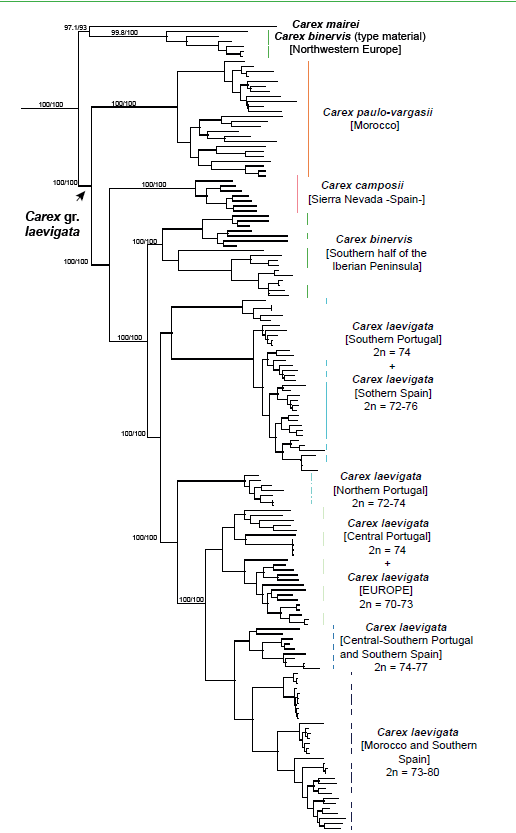 97.1/93
Carex mairei
99.8/100
Carex binervis (type material)
[Northwestern Europe]
100/100
100/100
Carex paulo-vargasii
[Morocco]
100/100
100/100
Carex camposii
[Sierra Nevada -Spain-]
Carex gr.
laevigata
100/100
Carex binervis
[Southern half of the
Iberian Peninsula]
100/100
100/100
Carex laevigata
[Southern Portugal]
2n = 74
+
Carex laevigata
[Sothern Spain]
2n = 72-76
100/100
Carex laevigata
[Northern Portugal]
2n = 72-74
100/100
Carex laevigata
[Central Portugal]
2n = 74
+
Carex laevigata
[EUROPE]
2n = 70-73
100/100
Carex laevigata
[Central-Southern Portugal
and Southern Spain]
2n = 74-77
Carex laevigata
[Morocco and Southern
Spain]
2n = 73-80